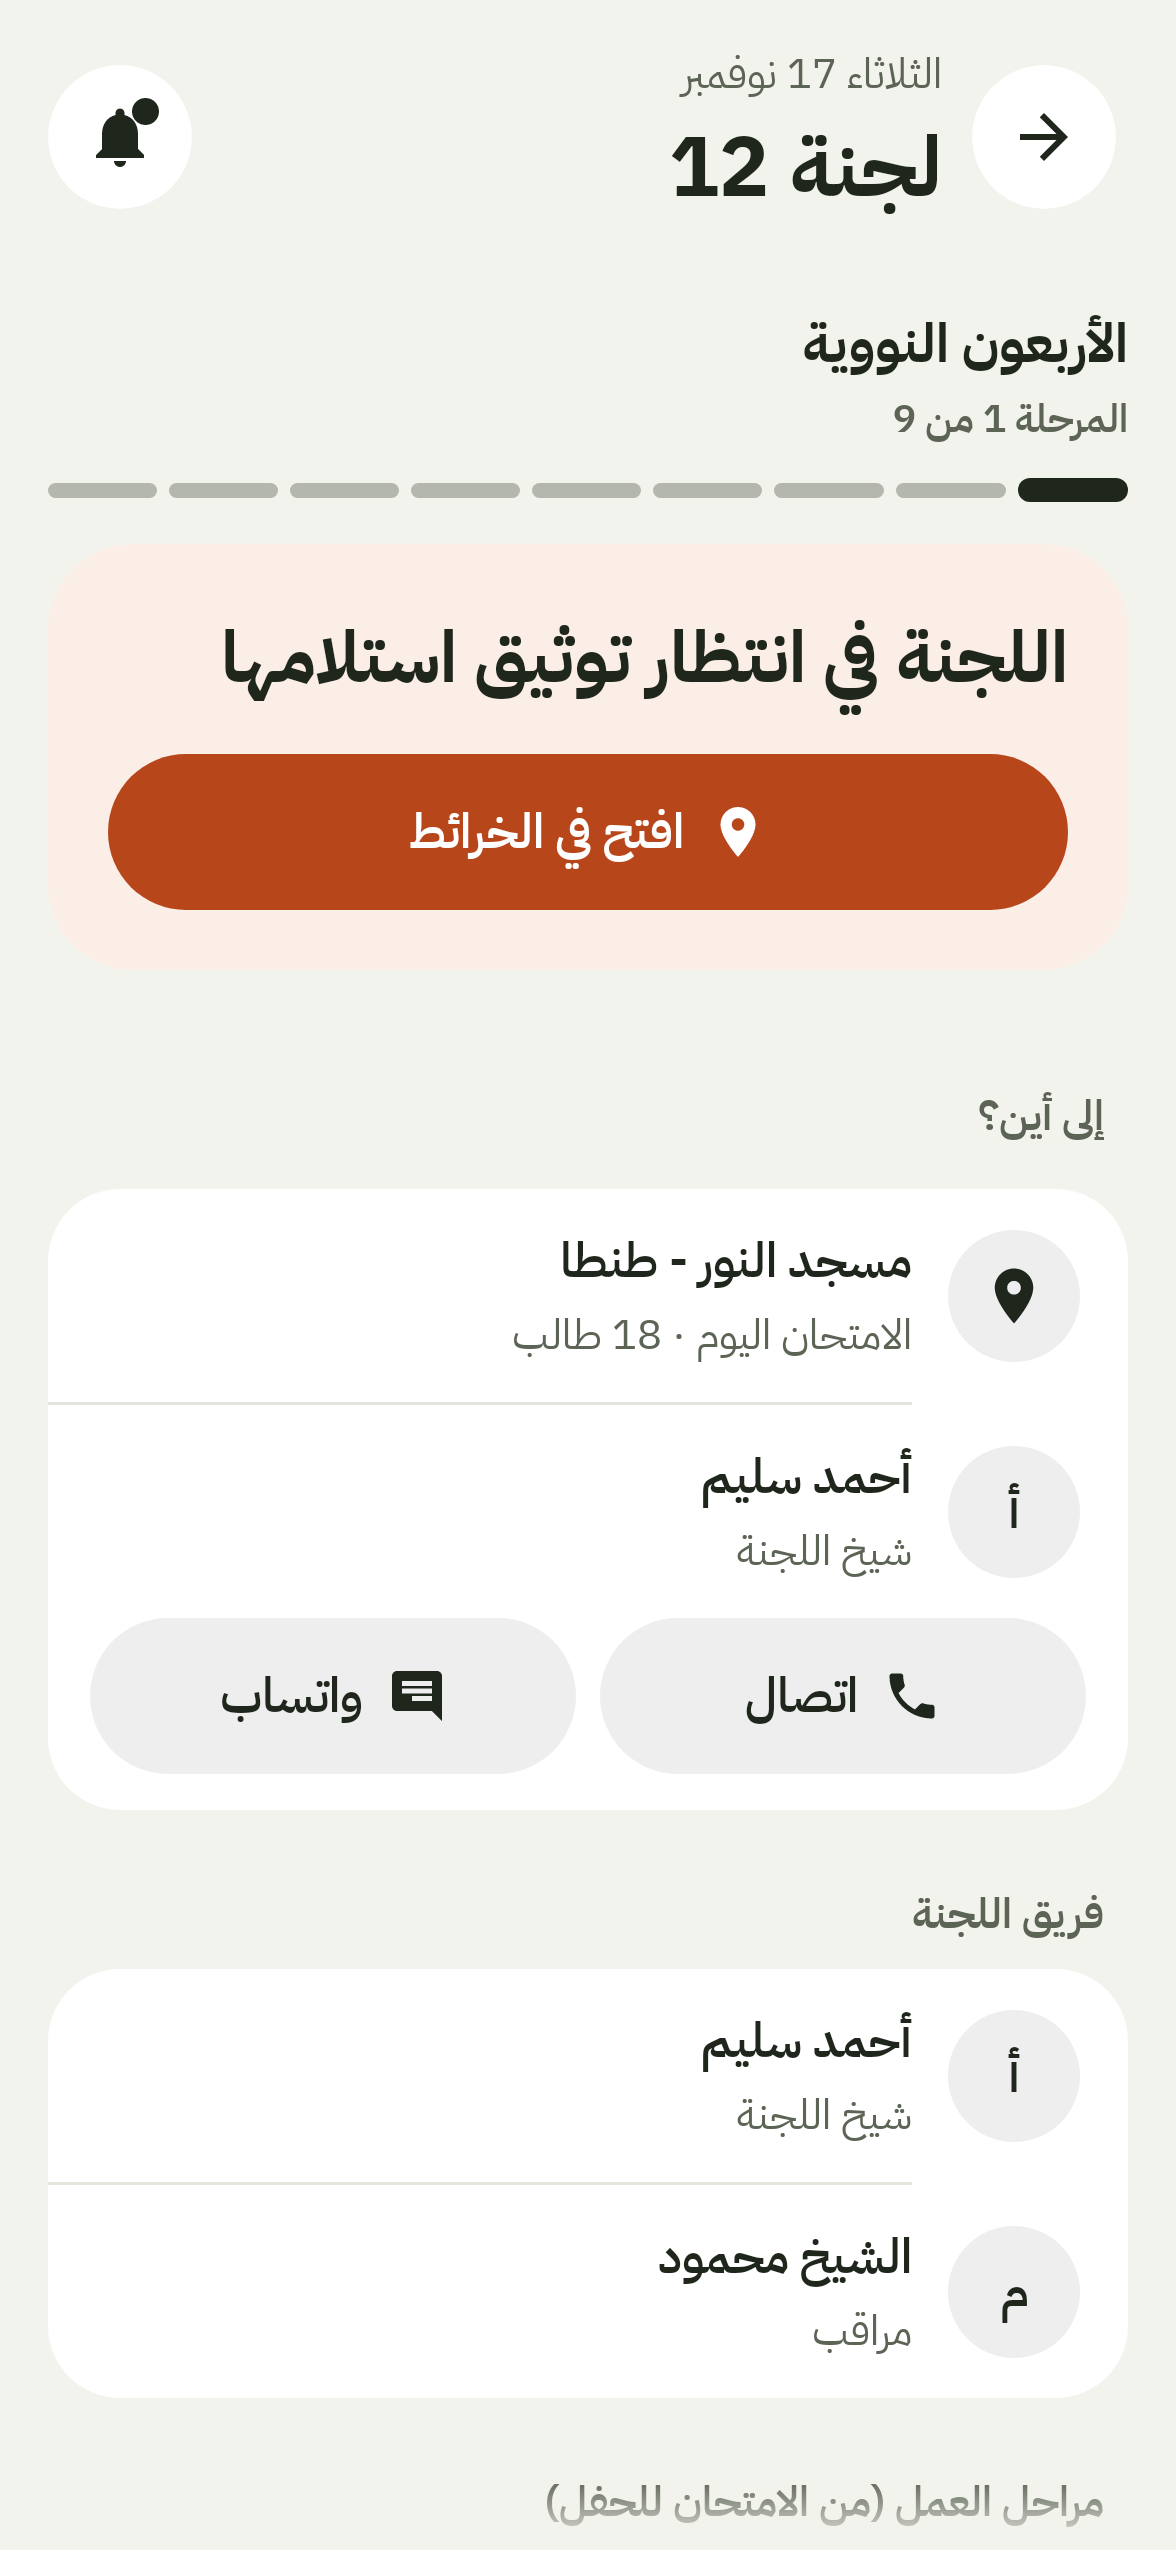 الثلاثاء 17 نوفمبر
لجنة 12
الأربعون النووية
المرحلة 1 من 9
اللجنة في انتظار توثيق استلامها
افتح في الخرائط
إلى أين؟
مسجد النور - طنطا
الامتحان اليوم · 18 طالب
أ
أحمد سليم
شيخ اللجنة
اتصال
واتساب
فريق اللجنة
أ
أحمد سليم
شيخ اللجنة
م
الشيخ محمود
مراقب
مراحل العمل (من الامتحان للحفل)